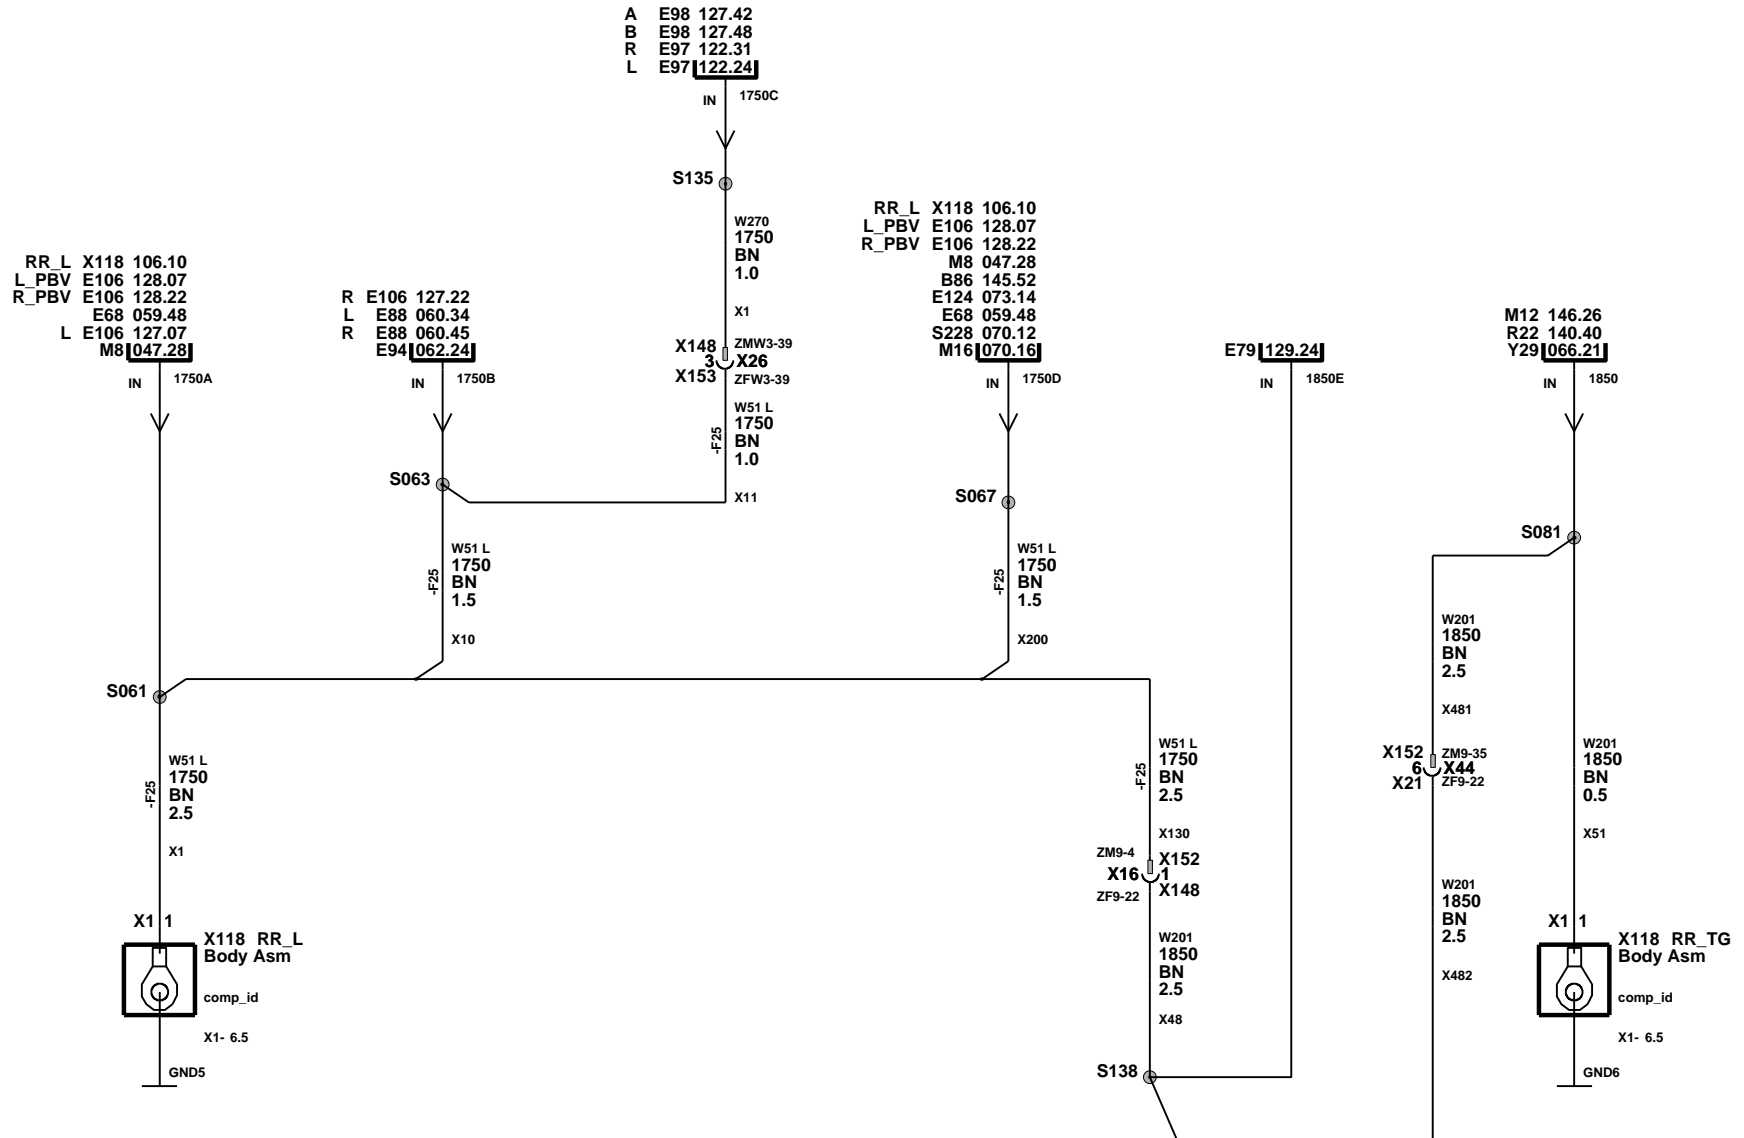 A E98 127.42
B E98 127.48
R E97 122.31
L E97 122.24
IN 1750C
S135
W270
1750
BN
1.0
X1
X148 ZMW3-39
3 X26
X153 ZFW3-39
W51 L
1750
BN
1.0
-F25
X11
RR_L X118 106.10
L_PBV E106 128.07
R_PBV E106 128.22
E68 059.48
L E106 127.07
M8 047.28
IN 1750A
R E106 127.22
L E88 060.34
R E88 060.45
E94 062.24
IN 1750B
S063
W51 L
1750
BN
1.5
-F25
X10
RR_L X118 106.10
L_PBV E106 128.07
R_PBV E106 128.22
M8 047.28
B86 145.52
E124 073.14
E68 059.48
S228 070.12
M16 070.16
IN 1750D
S067
W51 L
1750
BN
1.5
-F25
X200
E79 129.24
IN 1850E
M12 146.26
R22 140.40
Y29 066.21
IN 1850
S081
W201
1850
BN
2.5
X481
X152 ZM9-35
6 X44
X21 ZF9-22
W201
1850
BN
2.5
X482
W201
1850
BN
0.5
X51
X1 1
X118 RR_TG
Body Asm
comp_id
X1- 6.5
GND6
S061
W51 L
1750
BN
2.5
-F25
X1
X1 1
X118 RR_L
Body Asm
comp_id
X1- 6.5
GND5
W51 L
1750
BN
2.5
-F25
X130
ZM9-4 X152
X16 1
ZF9-22 X148
W201
1850
BN
2.5
X48
S138